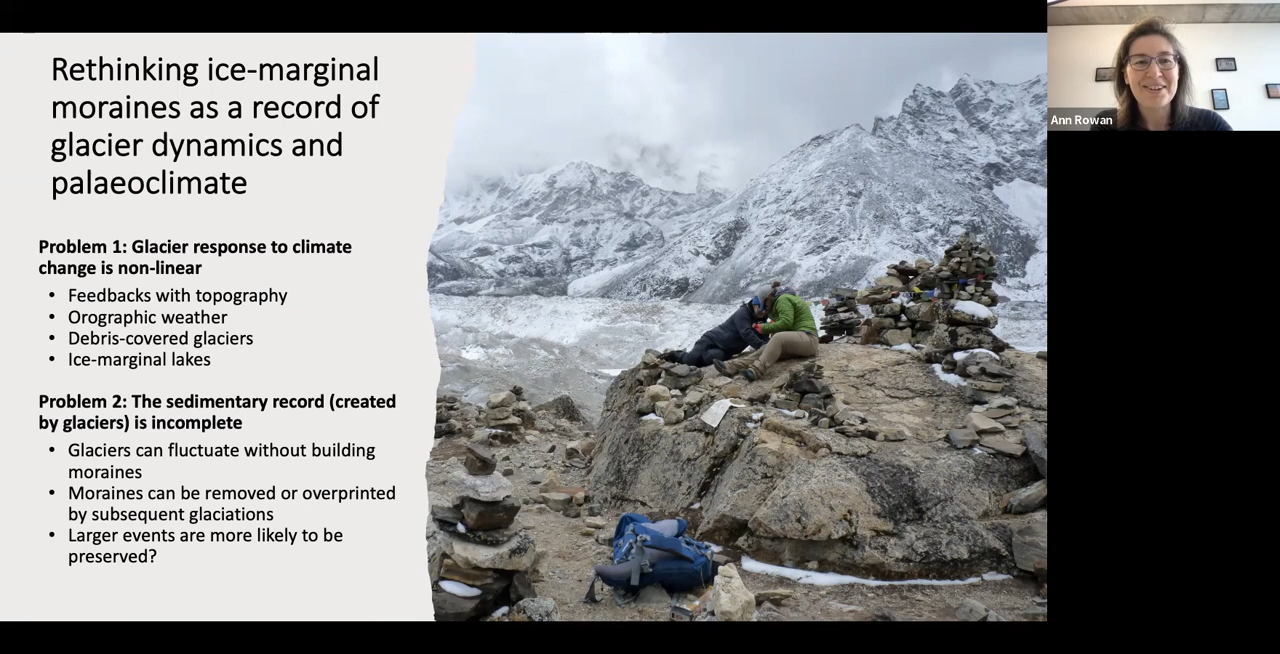 Rethinking ice-marginal
moraines as a record of
glacier dynamics and
palaeoclimate
Problem 1: Glacier response to climate
change is non-linear
• Feedbacks with topography
• Orographic weather
• Debris-covered glaciers
• Ice-marginal lakes
Problem 2: The sedimentary record (created
by glaciers) is incomplete
• Glaciers can fluctuate without building
moraines
• Moraines can be removed or overprinted
by subsequent glaciations
• Larger events are more likely to be
preserved?
Ann Rowan